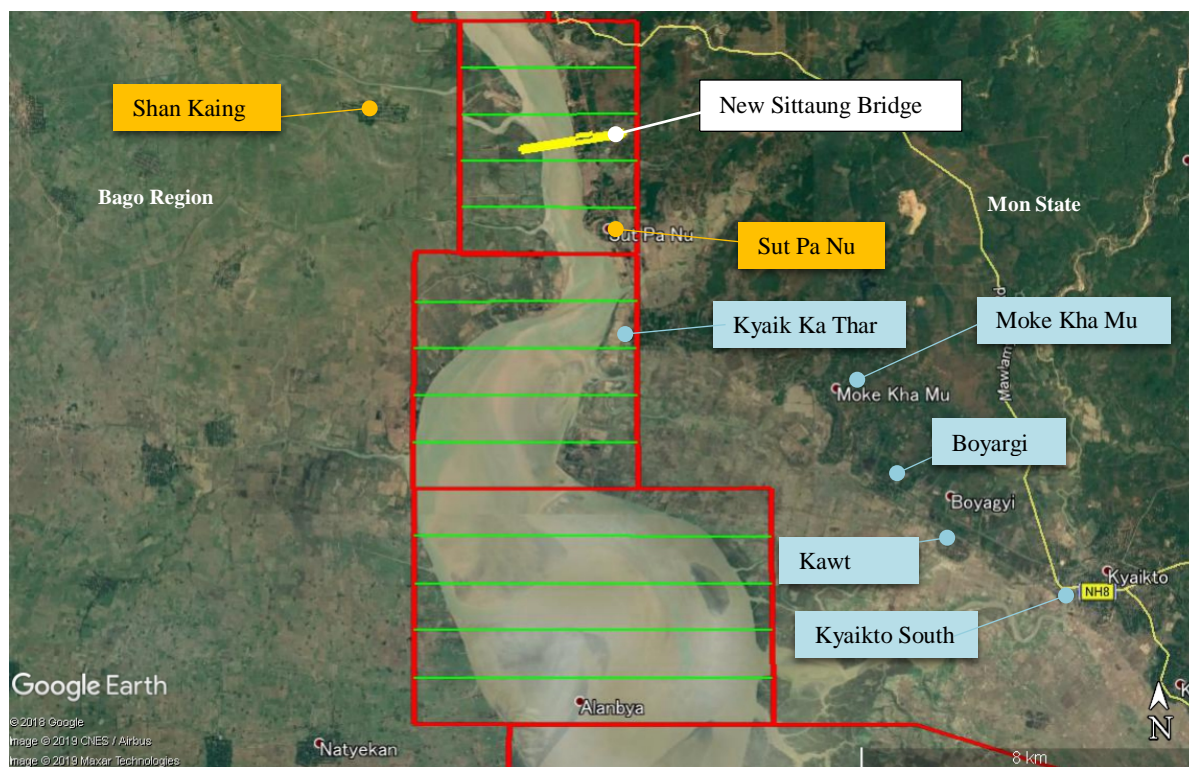 Shan Kaing
New Sittaung Bridge
Bago Region
Mon State
Sut Pa Nu
Sut Pa Nu
Kyaik Ka Thar
Moke Kha Mu
Moke Kha Mu
Boyargi
Boyagyi
Kawt
Kyaikto
NH8
Kyaikto South
Google Earth
Alanbya
N
© 2018 Google
Image © 2019 CNES / Airbus
Natyekan
Image © 2019 Maxar Technologies
8 km